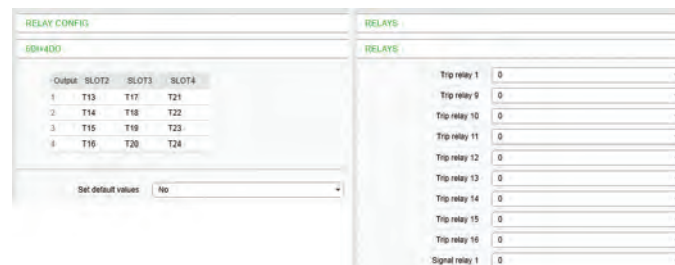 RELAY CONFIG
6DI+4DO
Output SLOT2 SLOT3 SLOT4
1 T13 T17 T21
2 T14 T18 T22
3 T15 T19 T23
4 T16 T20 T24
Set default values No
RELAYS
RELAYS
Trip relay 1 0
Trip relay 9 0
Trip relay 10 0
Trip relay 11 0
Trip relay 12 0
Trip relay 13 0
Trip relay 14 0
Trip relay 15 0
Trip relay 16 0
Signal relay 1 0